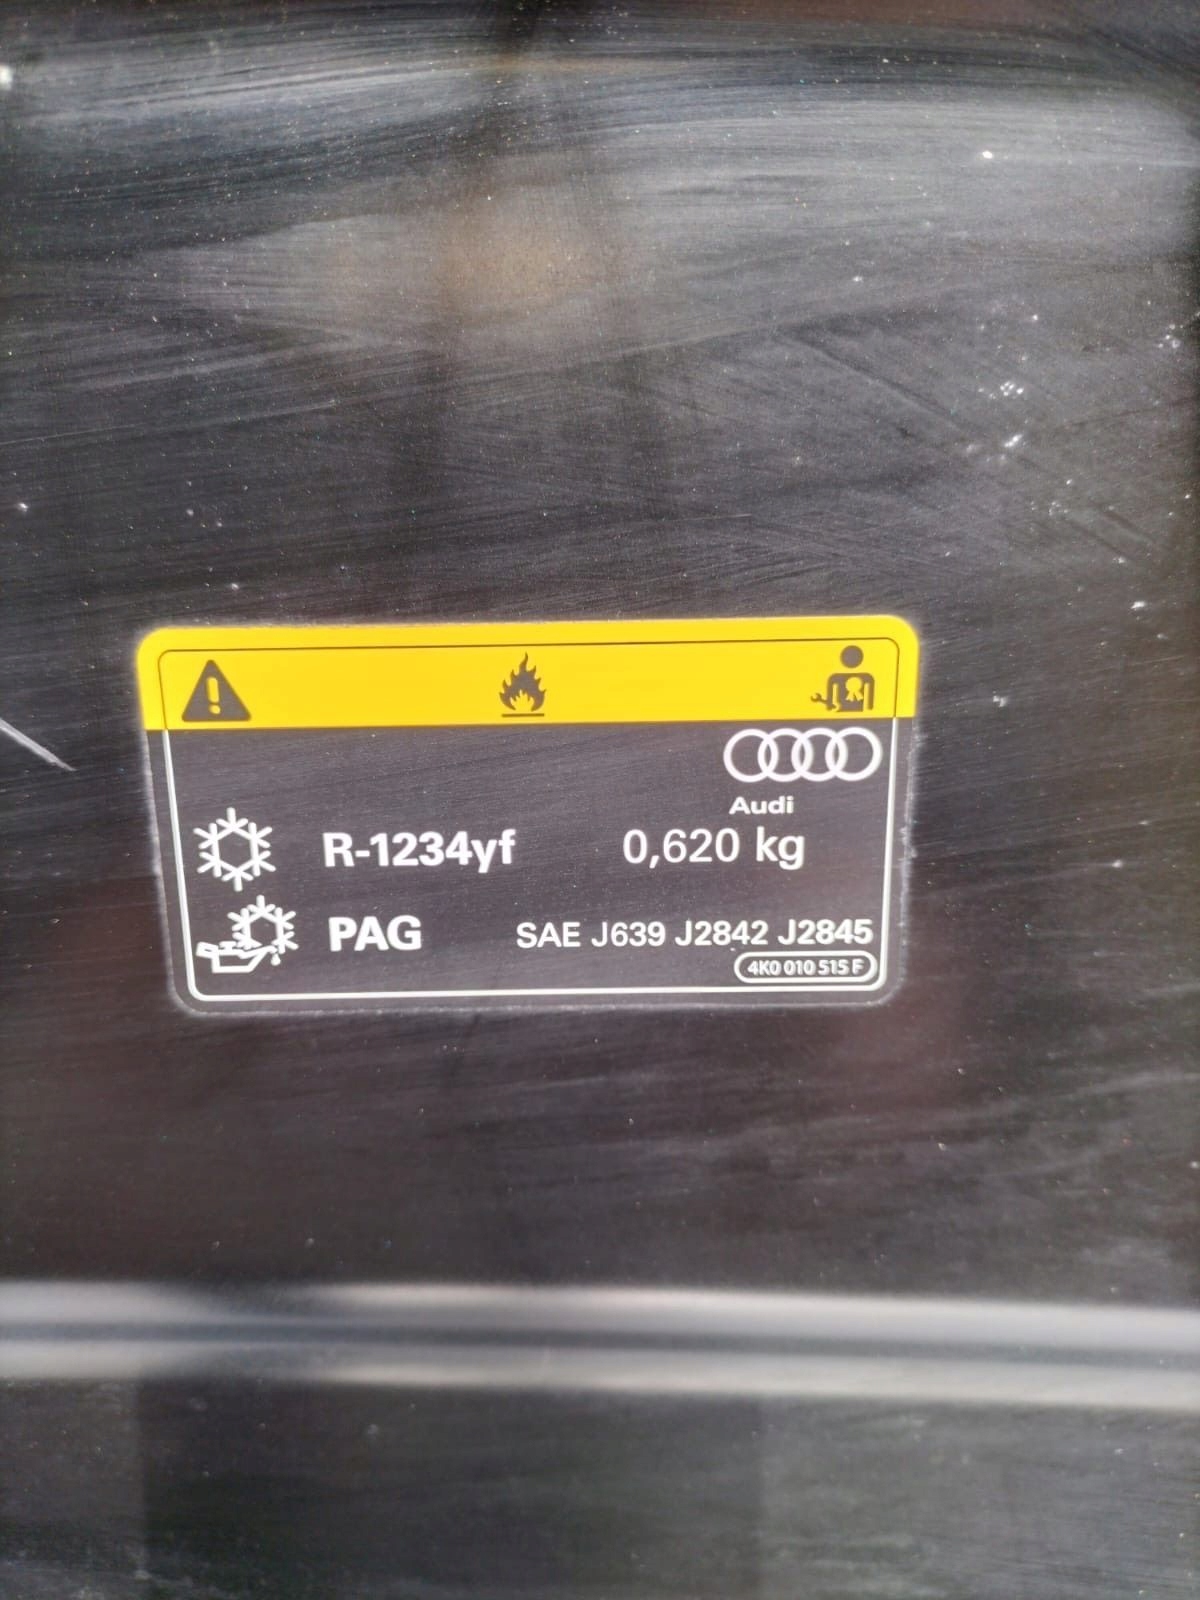 Audi
R-1234yf 0,620 kg
PAG SAE J639 J2842 J2845
4K0 010 515 F